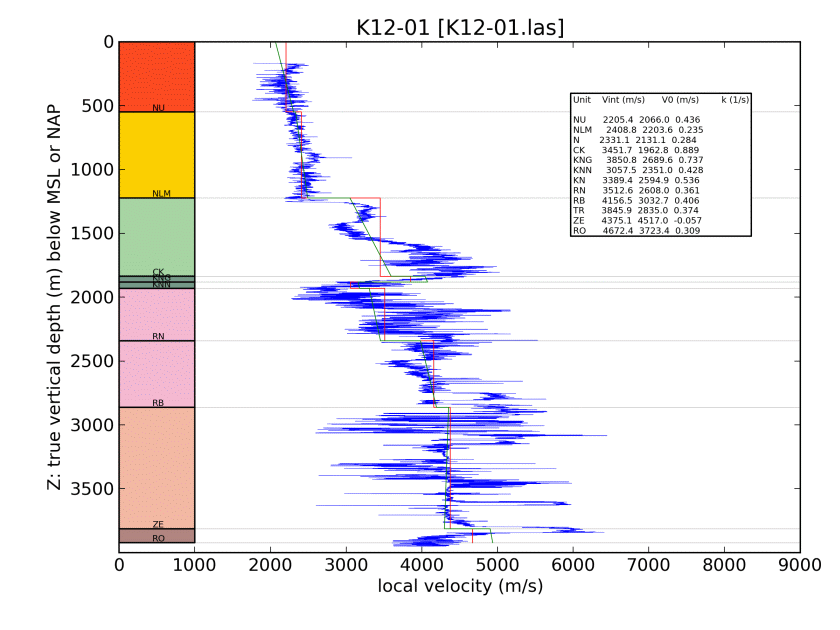 K12-01 [K12-01.las]
0
500
1000
1500
2000
2500
3000
3500
Z: true vertical depth (m) below MSL or NAP
NU
NLM
CK
KNG
KNN
RN
RB
ZE
RO
Unit Vint (m/s) V0 (m/s) k (1/s)
NU 2205.4 2066.0 0.436
NLM 2408.8 2203.6 0.235
N 2331.1 2131.1 0.284
CK 3451.7 1962.8 0.889
KNG 3850.8 2689.6 0.737
KNN 3057.5 2351.0 0.428
KN 3389.4 2594.9 0.536
RN 3512.6 2608.0 0.361
RB 4156.5 3032.7 0.406
TR 3845.9 2835.0 0.374
ZE 4375.1 4517.0 -0.057
RO 4672.4 3723.4 0.309
0 1000 2000 3000 4000 5000 6000 7000 8000 9000
local velocity (m/s)